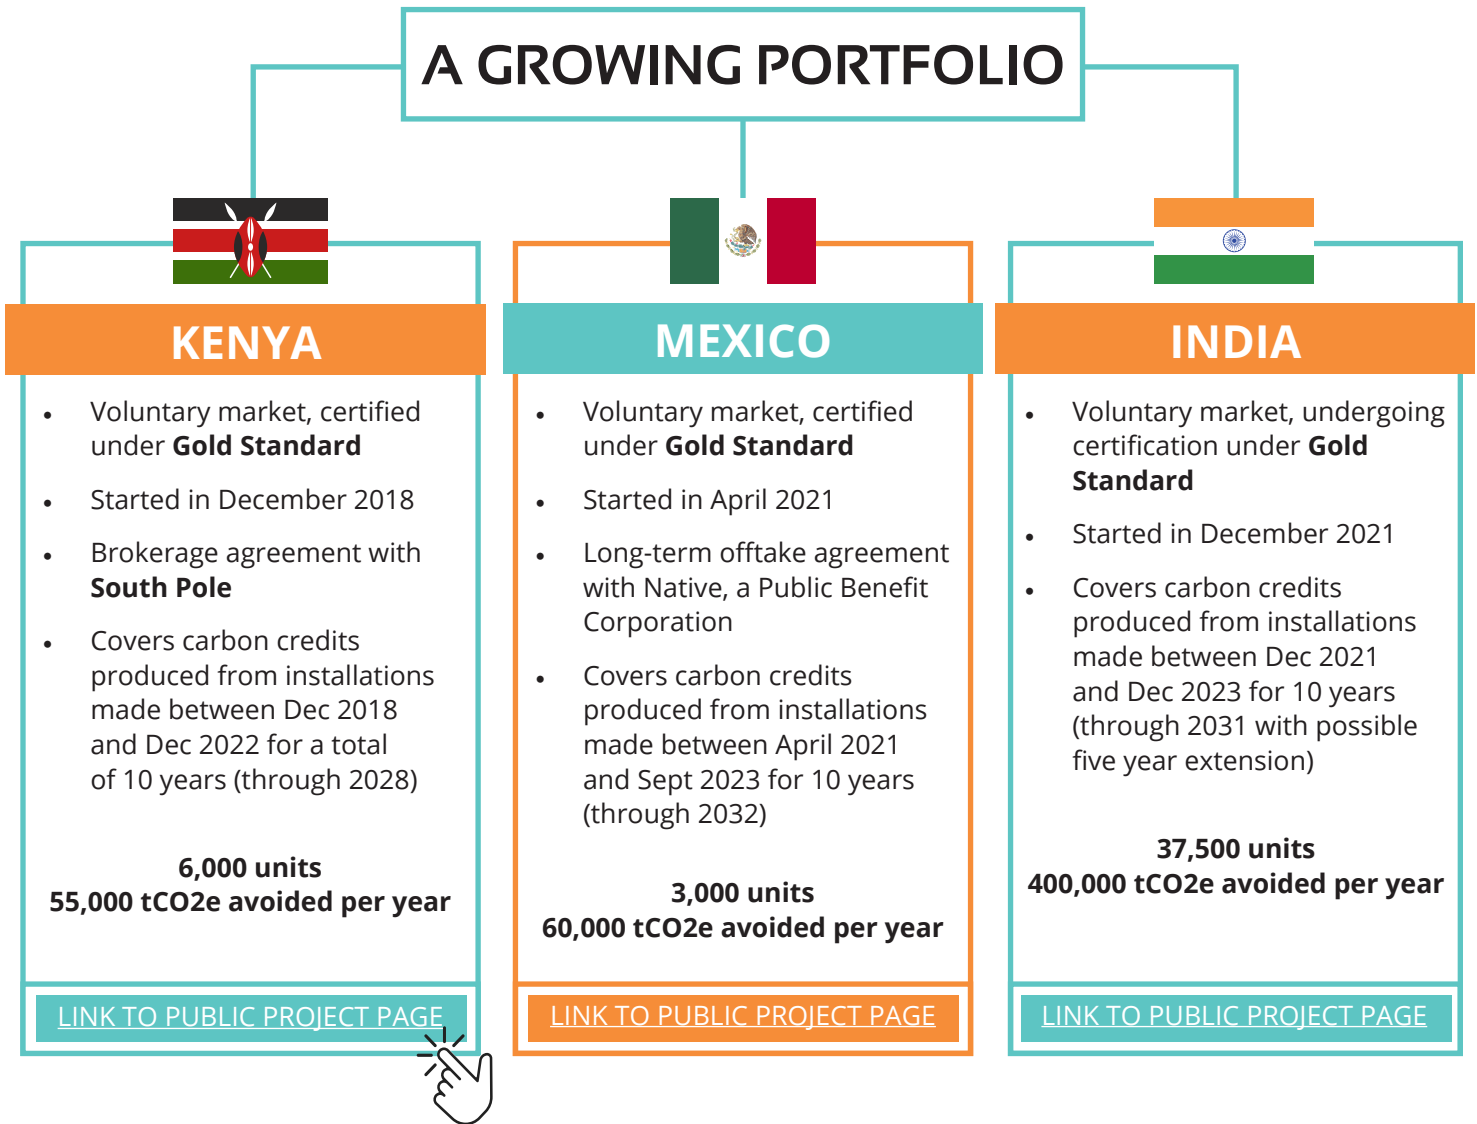 A GROWING PORTFOLIO
KENYA
• Voluntary market, certified
under Gold Standard
• Started in December 2018
• Brokerage agreement with
South Pole
• Covers carbon credits
produced from installations
made between Dec 2018
and Dec 2022 for a total
of 10 years (through 2028)
6,000 units
55,000 tCO2e avoided per year
LINK TO PUBLIC PROJECT PAGE
MEXICO
• Voluntary market, certified
under Gold Standard
• Started in April 2021
• Long-term offtake agreement
with Native, a Public Benefit
Corporation
• Covers carbon credits
produced from installations
made between April 2021
and Sept 2023 for 10 years
(through 2032)
3,000 units
60,000 tCO2e avoided per year
LINK TO PUBLIC PROJECT PAGE
INDIA
• Voluntary market, undergoing
certification under Gold
Standard
• Started in December 2021
• Covers carbon credits
produced from installations
made between Dec 2021
and Dec 2023 for 10 years
(through 2031 with possible
five year extension)
37,500 units
400,000 tCO2e avoided per year
LINK TO PUBLIC PROJECT PAGE